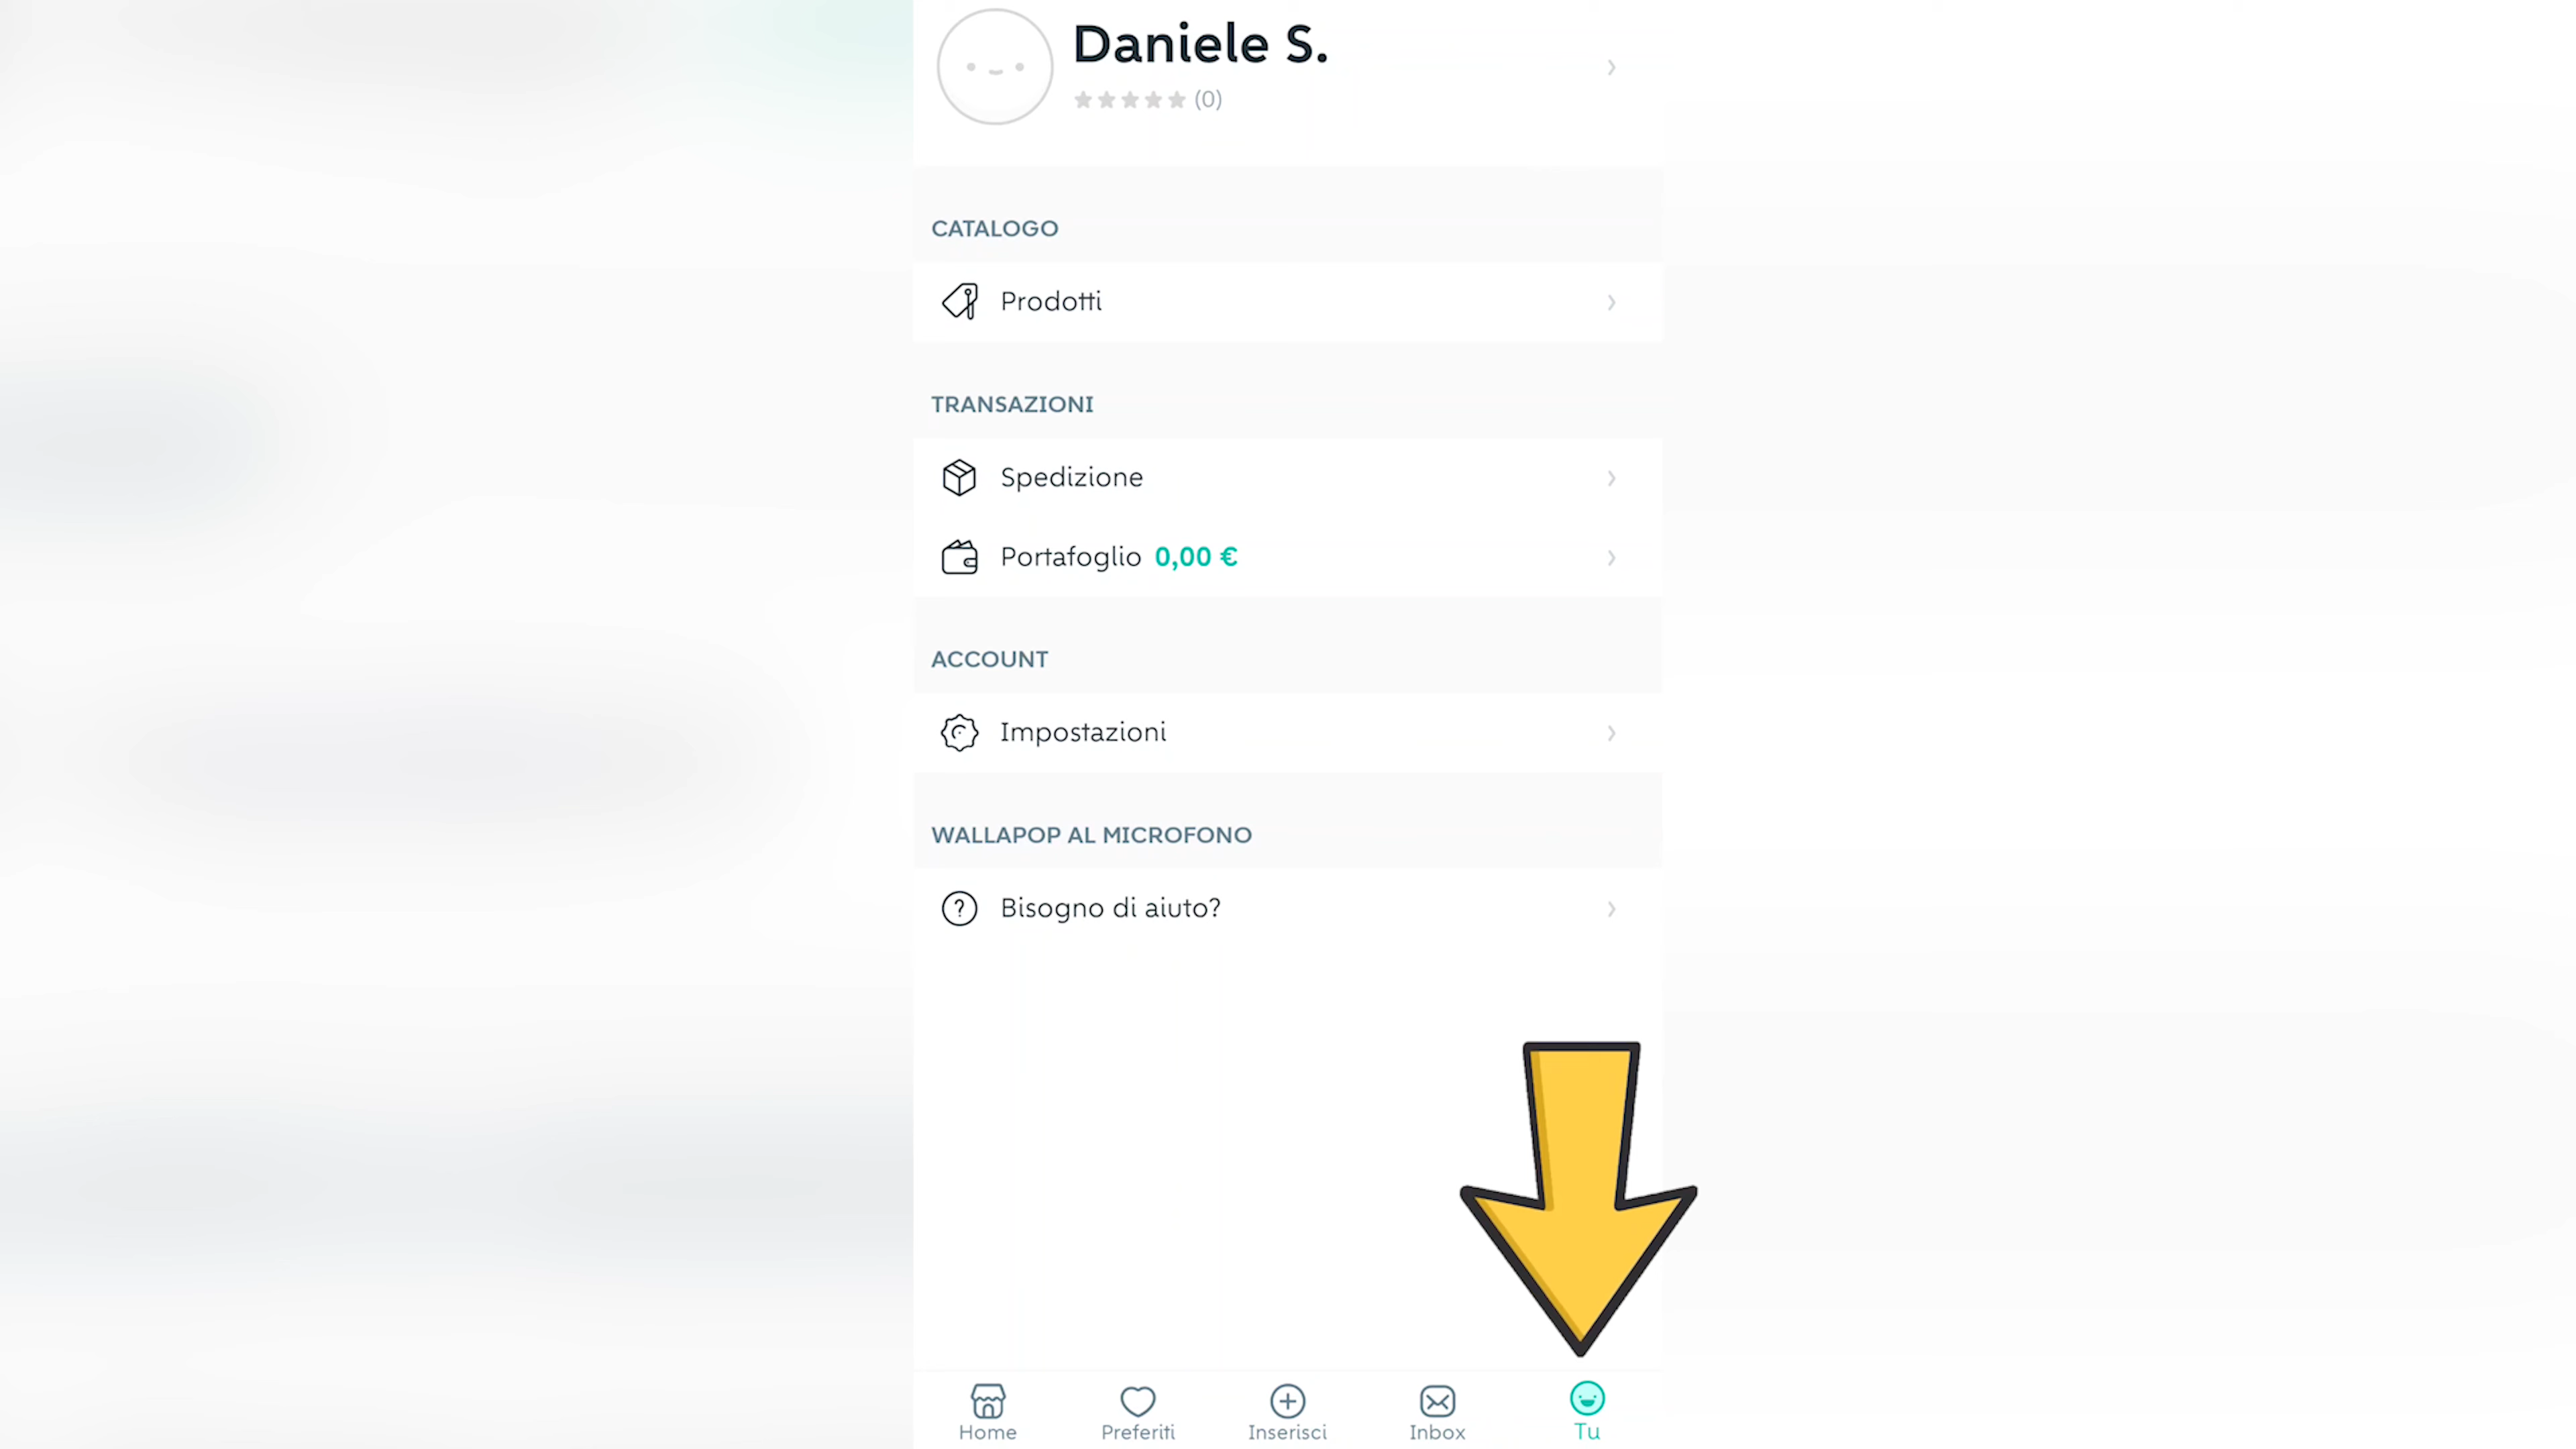 Daniele S.
(0)
CATALOGO
Prodotti
TRANSAZIONI
Spedizione
Portafoglio 0,00 €
ACCOUNT
Impostazioni
WALLAPOP AL MICROFONO
Bisogno di aiuto?
Home Preferiti Inserisci Inbox Tu